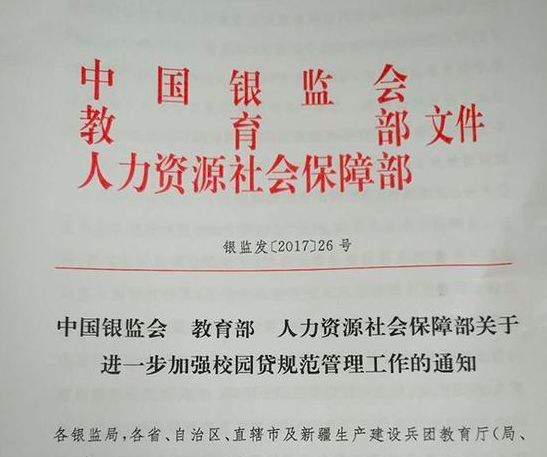 中国银监会
教育部 文件
人力资源社会保障部
银监发〔2017〕26 号
中国银监会 教育部 人力资源社会保障部关于
进一步加强校园贷规范管理工作的通知
各银监局,各省、自治区、直辖市及新疆生产建设兵团教育厅(局、